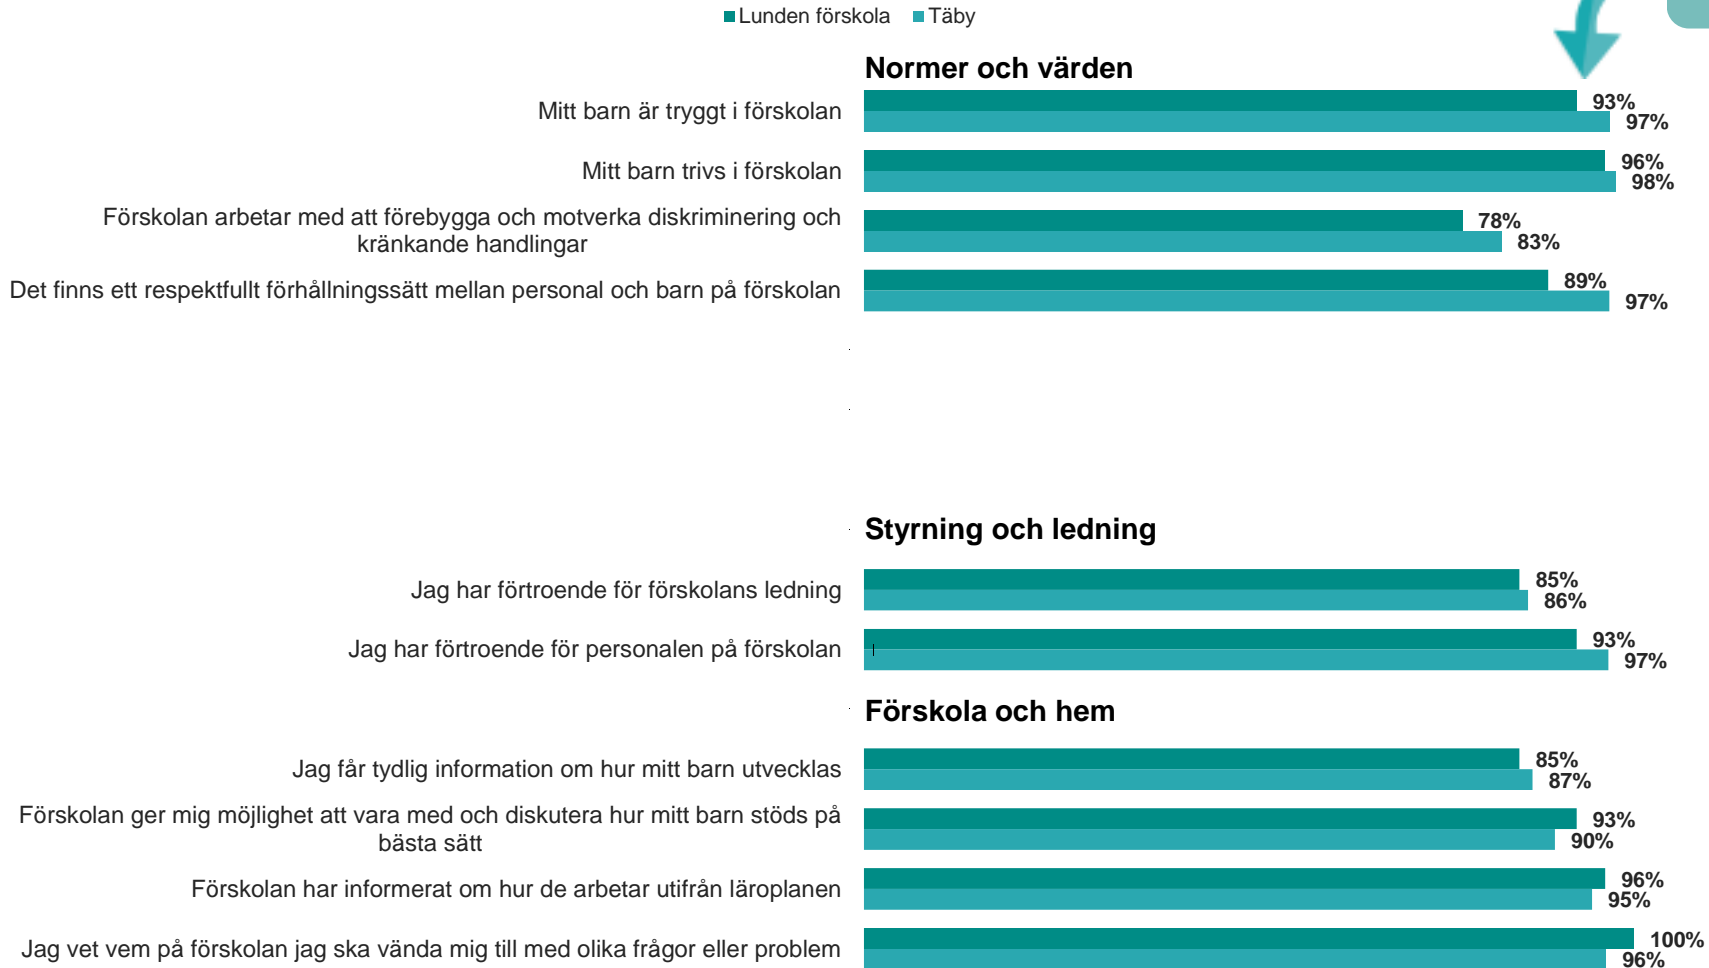 Lunden förskola Täby
Normer och värden
Mitt barn är tryggt i förskolan
93%
97%
Mitt barn trivs i förskolan
96%
98%
Förskolan arbetar med att förebygga och motverka diskriminering och
kränkande handlingar
78%
83%
Det finns ett respektfullt förhållningssätt mellan personal och barn på förskolan
89%
97%
Styrning och ledning
Jag har förtroende för förskolans ledning
85%
86%
Jag har förtroende för personalen på förskolan
93%
97%
Förskola och hem
Jag får tydlig information om hur mitt barn utvecklas
85%
87%
Förskolan ger mig möjlighet att vara med och diskutera hur mitt barn stöds på
bästa sätt
93%
90%
Förskolan har informerat om hur de arbetar utifrån läroplanen
96%
95%
Jag vet vem på förskolan jag ska vända mig till med olika frågor eller problem
100%
96%